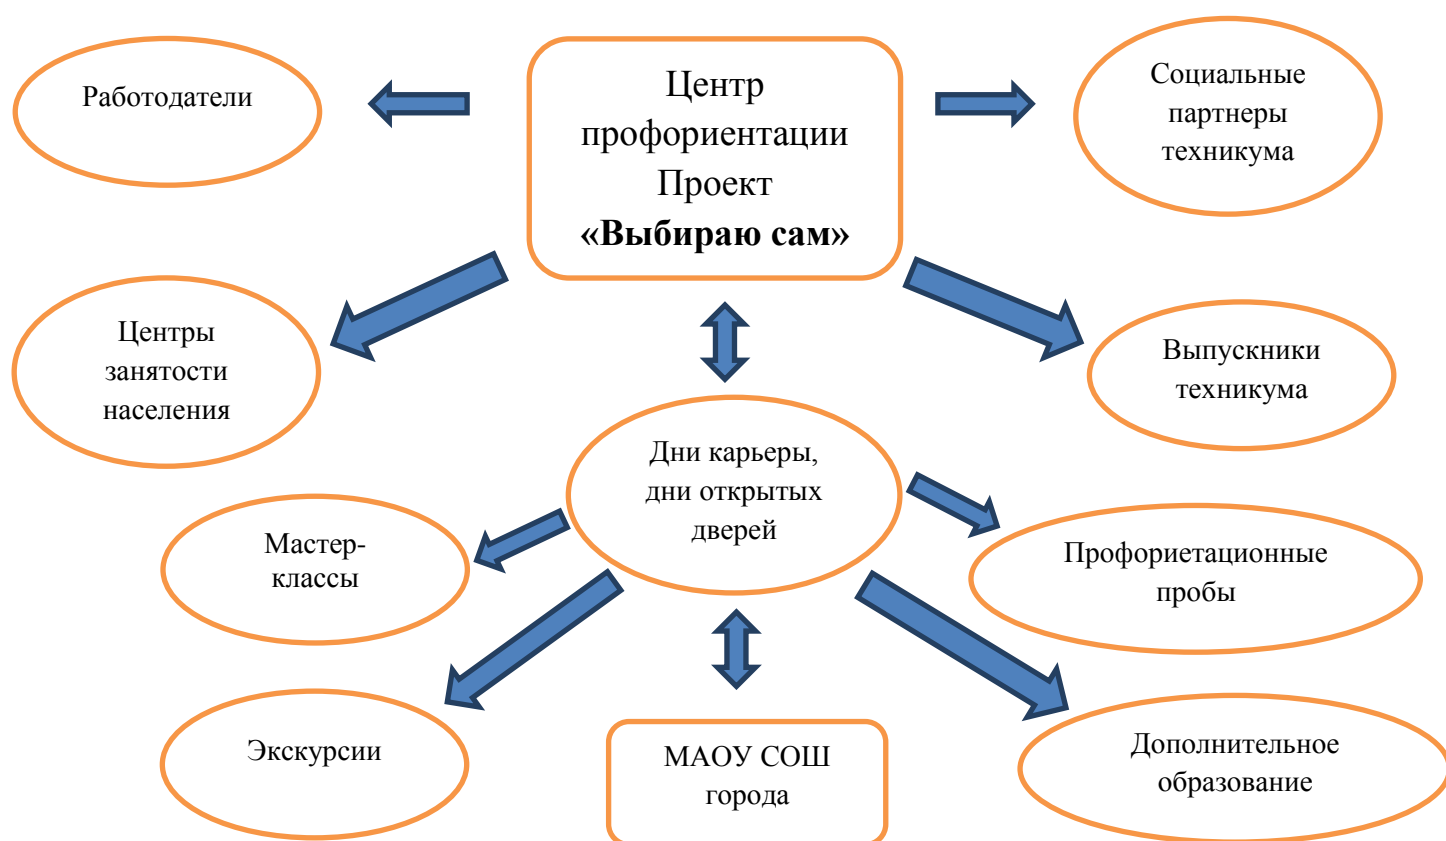 Работодатели
Центр
профориентации
Проект
«Выбираю сам»
Социальные
партнеры
техникума
Центры
занятости
населения
Выпускники
техникума
Дни карьеры,
дни открытых
дверей
Мастер-
классы
Профориетационные
пробы
Экскурсии
МАОУ СОШ
города
Дополнительное
образование